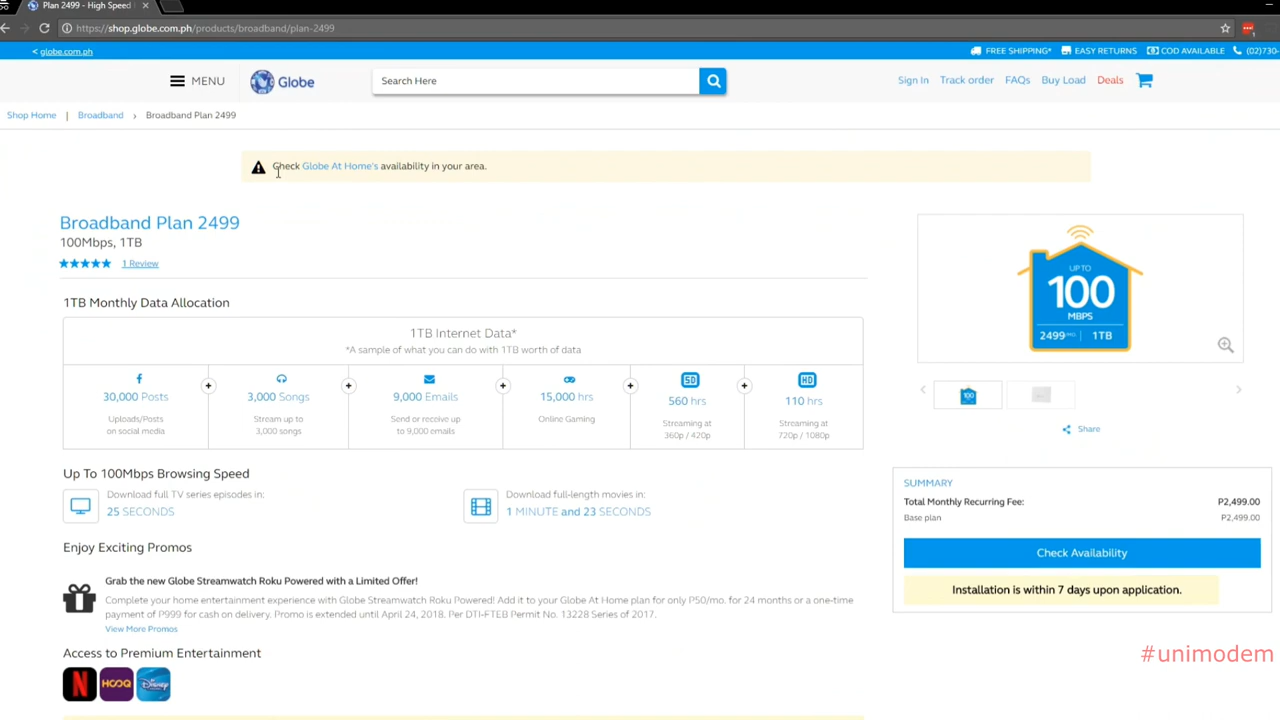 Plan 2499 - High Speed
https://shop.globe.com.ph/products/broadband/plan-2499
< globe.com.ph
FREE SHIPPING* EASY RETURNS COD AVAILABLE (02)730-
MENU Globe Search Here Sign In Track order FAQs Buy Load Deals
Shop Home | Broadband › Broadband Plan 2499
Check Globe At Home's availability in your area.
Broadband Plan 2499
100Mbps, 1TB
1 Review
1TB Monthly Data Allocation
1TB Internet Data*
*A sample of what you can do with 1TB worth of data
30,000 Posts
Uploads/Posts
on social media
3,000 Songs
Stream up to
3,000 songs
9,000 Emails
Send or receive up
to 9,000 emails
15,000 hrs
Online Gaming
SD
560 hrs
Streaming at
360p / 420p
HD
110 hrs
Streaming at
720p / 1080p
Up To 100Mbps Browsing Speed
Download full TV series episodes in:
25 SECONDS
Download full-length movies in:
1 MINUTE and 23 SECONDS
Enjoy Exciting Promos
Grab the new Globe Streamwatch Roku Powered with a Limited Offer!
Complete your home entertainment experience with Globe Streamwatch Roku Powered! Add it to your Globe At Home plan for only P50/mo. for 24 months or a one-time
payment of P999 for cash on delivery. Promo is extended until April 24, 2018. Per DTI-FTEB Permit No. 13228 Series of 2017.
View More Promos
Access to Premium Entertainment
N HOOQ Disney
UP TO
100
MBPS
2499 | 1TB
100
Share
SUMMARY
Total Monthly Recurring Fee: P2,499.00
Base plan P2,499.00
Check Availability
Installation is within 7 days upon application.
#unimodem